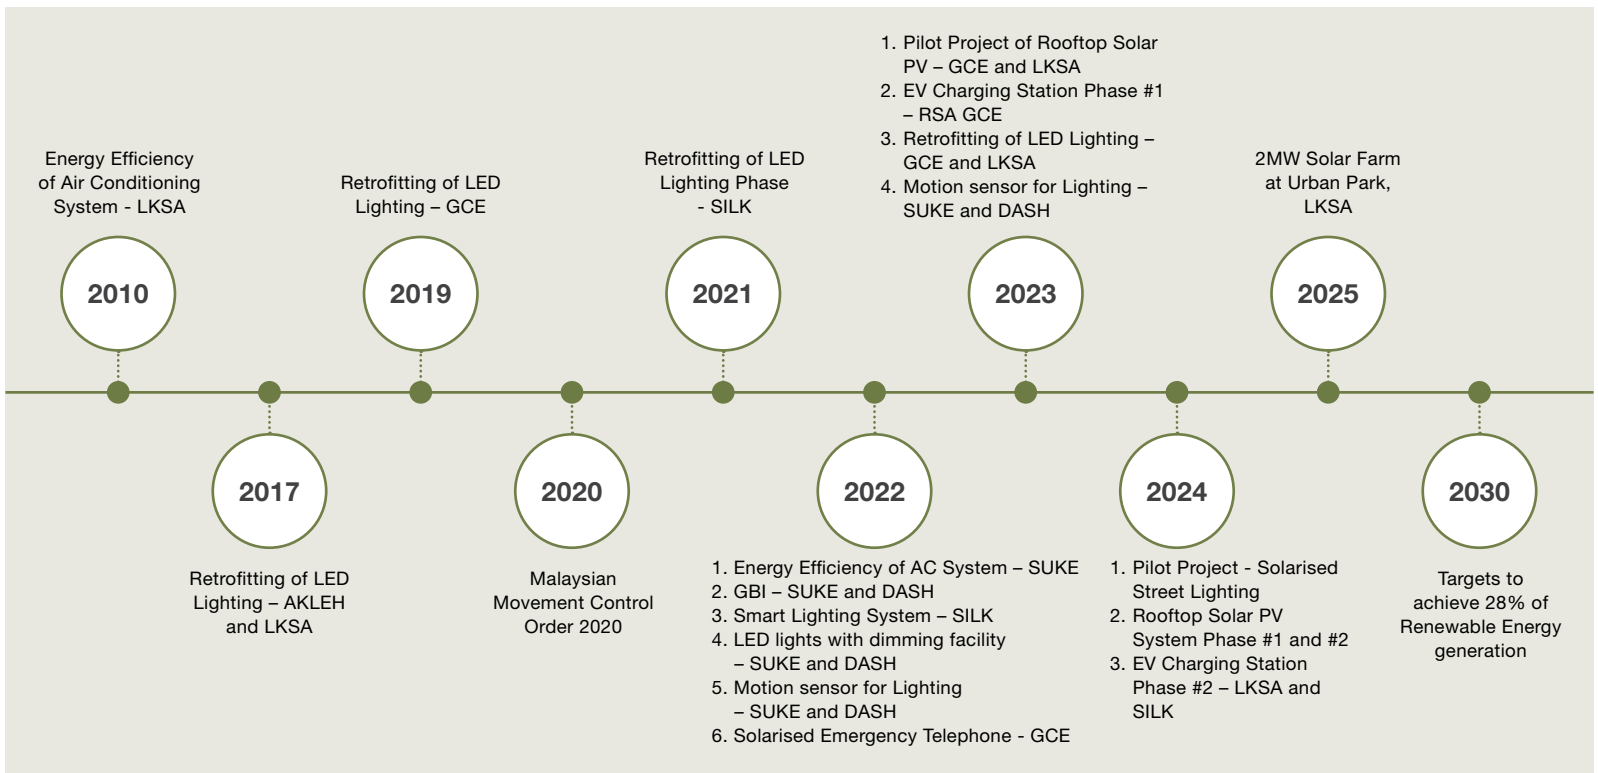 Energy Efficiency
of Air Conditioning
System - LKSA
2010
2017
Retrofitting of LED
Lighting – AKLEH
and LKSA
Retrofitting of LED
Lighting – GCE
2019
2020
Malaysian
Movement Control
Order 2020
Retrofitting of LED
Lighting Phase
- SILK
2021
2022
1. Energy Efficiency of AC System – SUKE
2. GBI – SUKE and DASH
3. Smart Lighting System – SILK
4. LED lights with dimming facility
– SUKE and DASH
5. Motion sensor for Lighting
– SUKE and DASH
6. Solarised Emergency Telephone - GCE
1. Pilot Project of Rooftop Solar
PV – GCE and LKSA
2. EV Charging Station Phase #1
– RSA GCE
3. Retrofitting of LED Lighting –
GCE and LKSA
4. Motion sensor for Lighting –
SUKE and DASH
2023
2024
1. Pilot Project - Solarised
Street Lighting
2. Rooftop Solar PV
System Phase #1 and #2
3. EV Charging Station
Phase #2 – LKSA and
SILK
2MW Solar Farm
at Urban Park,
LKSA
2025
2030
Targets to
achieve 28% of
Renewable Energy
generation